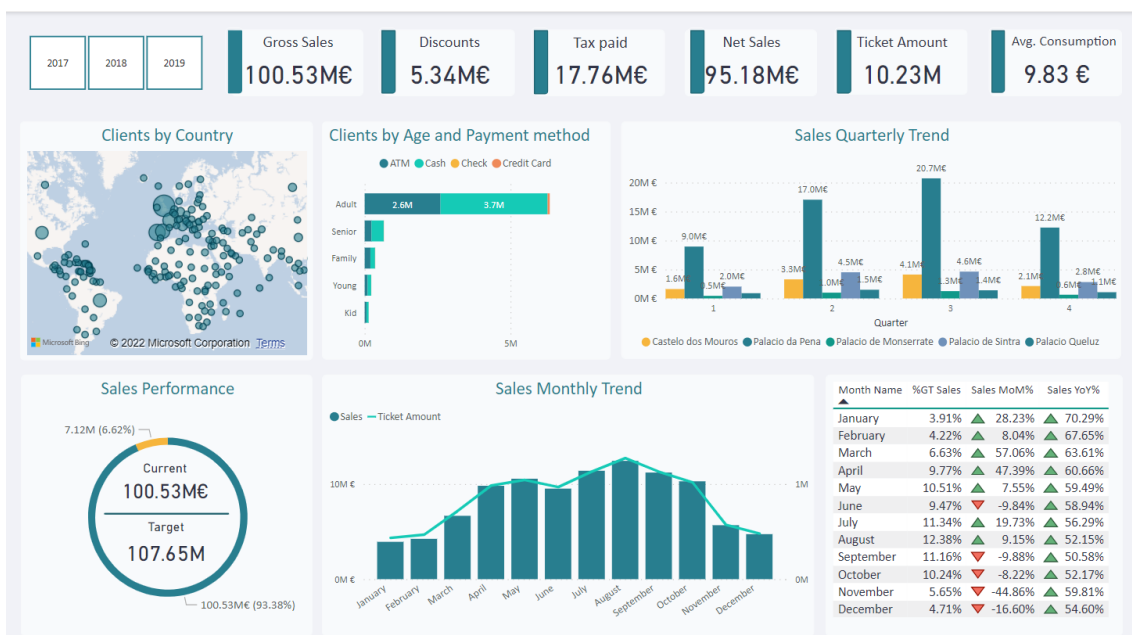 2017
2018
2019
Gross Sales
100.53M€
Discounts
5.34M€
Tax paid
17.76M€
Net Sales
95.18M€
Ticket Amount
10.23M
Avg. Consumption
9.83 €
Clients by Country
Microsoft Bing
© 2022 Microsoft Corporation Terms
Clients by Age and Payment method
ATM Cash Check Credit Card
Adult 2.6M 3.7M
Senior
Family
Young
Kid
0M 5M
Sales Quarterly Trend
20M €
15M €
10M €
5M €
0M €
1.6M€ 9.0M€ 0.5M€ 2.0M€
3.3M€ 17.0M€ 1.0M€ 4.5M€ 1.5M€
4.1M€ 20.7M€ 1.3M€ 4.6M€ 1.4M€
2.1M€ 12.2M€ 0.6M€ 2.8M€ 1.1M€
1 2 3 4
Quarter
Castelo dos Mouros Palacio da Pena Palacio de Monserrate Palacio de Sintra Palacio Queluz
Sales Performance
7.12M (6.62%)
Current
100.53M€
Target
107.65M
100.53M€ (93.38%)
Sales Monthly Trend
Sales Ticket Amount
10M € 1M
0M € 0M
January February March April May June July August September October November December
Month Name %GT Sales Sales MoM% Sales YoY%
January 3.91% 28.23% 70.29%
February 4.22% 8.04% 67.65%
March 6.63% 57.06% 63.61%
April 9.77% 47.39% 60.66%
May 10.51% 7.55% 59.49%
June 9.47% -9.84% 58.94%
July 11.34% 19.73% 56.29%
August 12.38% 9.15% 52.15%
September 11.16% -9.88% 50.58%
October 10.24% -8.22% 52.17%
November 5.65% -44.86% 59.81%
December 4.71% -16.60% 54.60%